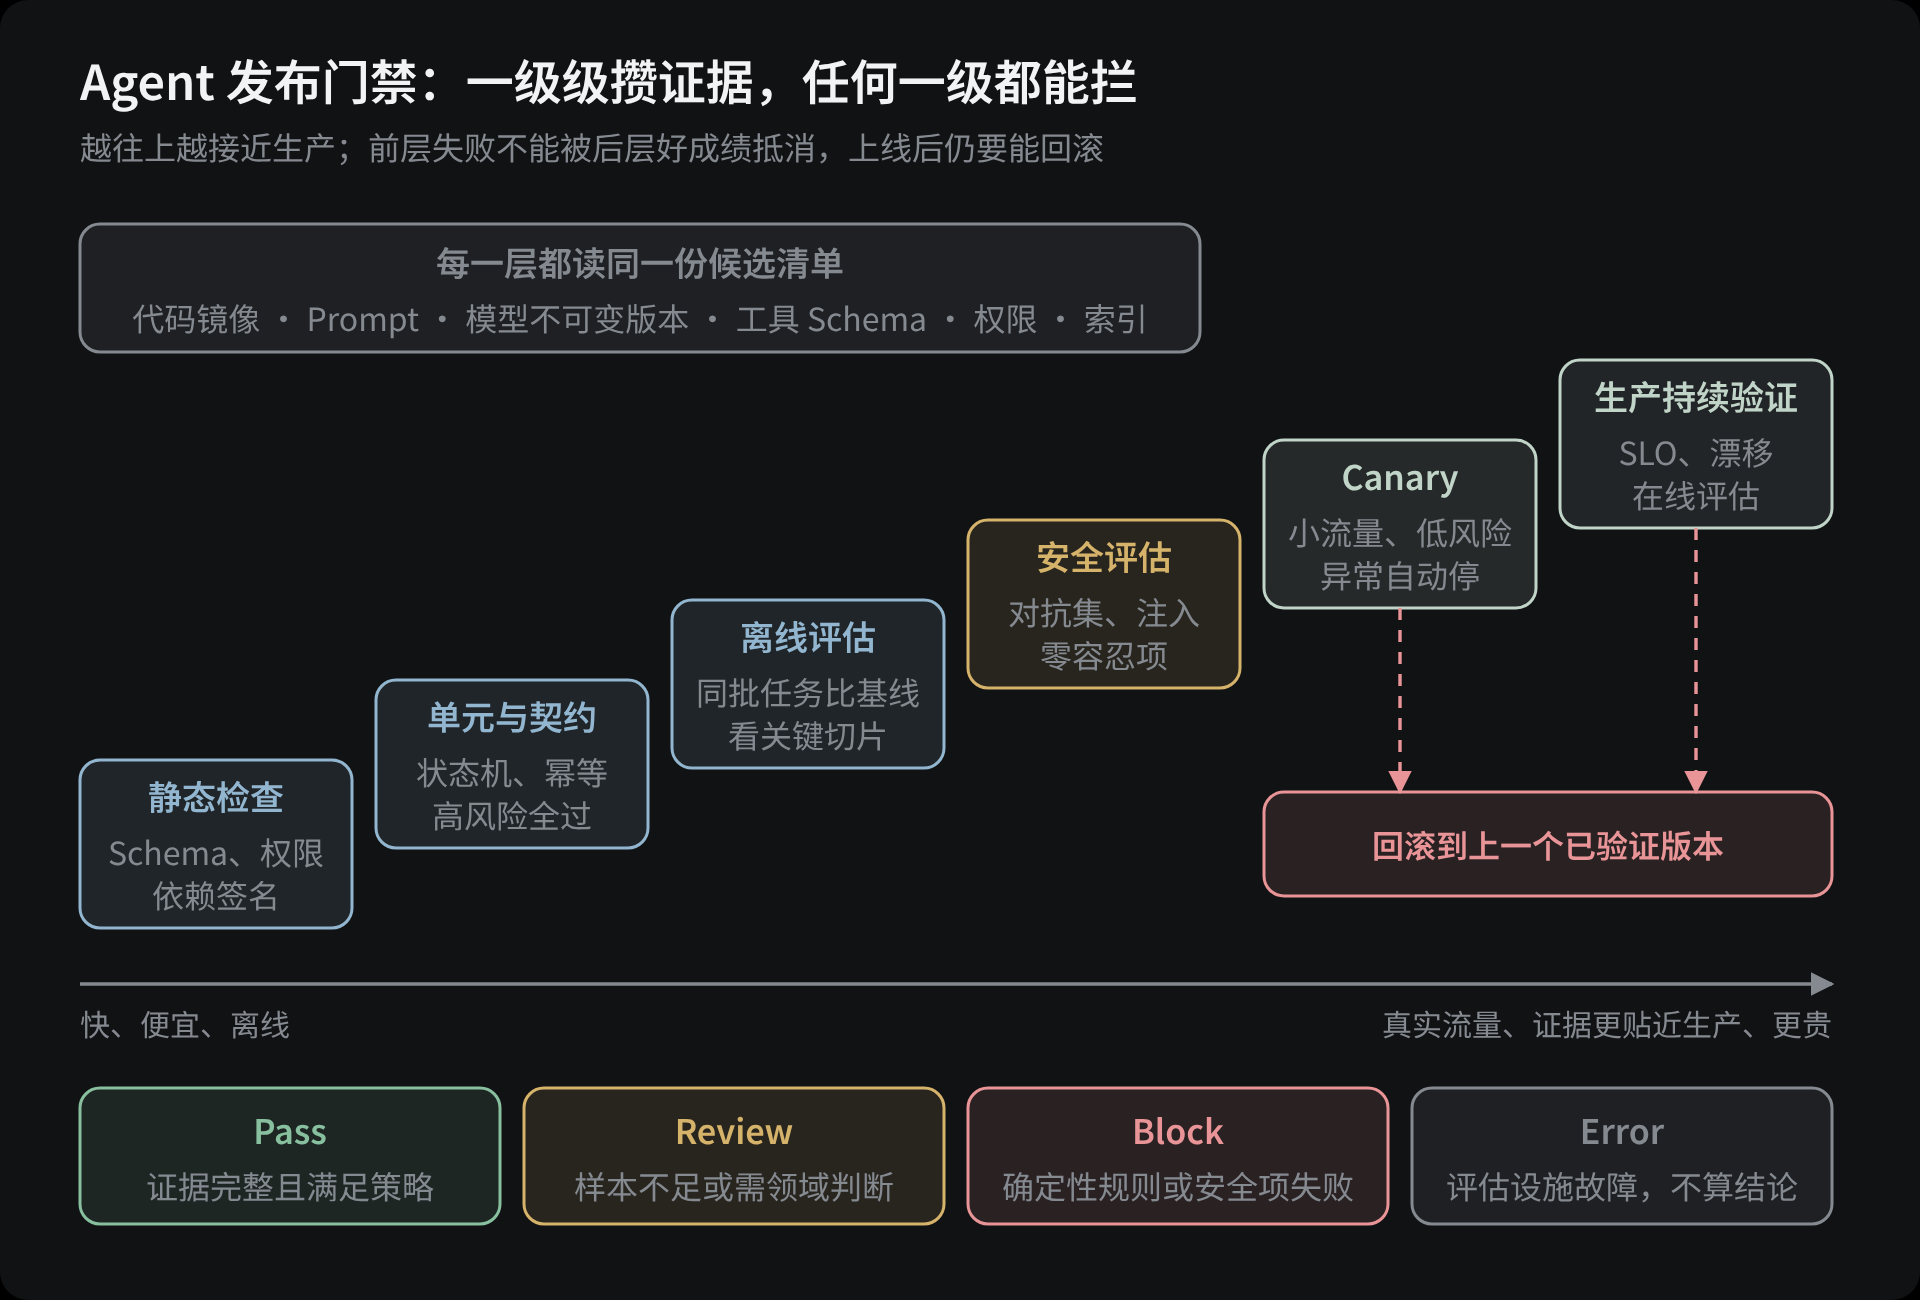 Agent 发布门禁：一级级攒证据，任何一级都能拦
越往上越接近生产；前层失败不能被后层好成绩抵消，上线后仍要能回滚
每一层都读同一份候选清单
代码镜像 · Prompt · 模型不可变版本 · 工具 Schema · 权限 · 索引
静态检查
Schema、权限
依赖签名
单元与契约
状态机、幂等
高风险全过
离线评估
同批任务比基线
看关键切片
安全评估
对抗集、注入
零容忍项
Canary
小流量、低风险
异常自动停
生产持续验证
SLO、漂移
在线评估
回滚到上一个已验证版本
快、便宜、离线
真实流量、证据更贴近生产、更贵
Pass
证据完整且满足策略
Review
样本不足或需领域判断
Block
确定性规则或安全项失败
Error
评估设施故障，不算结论